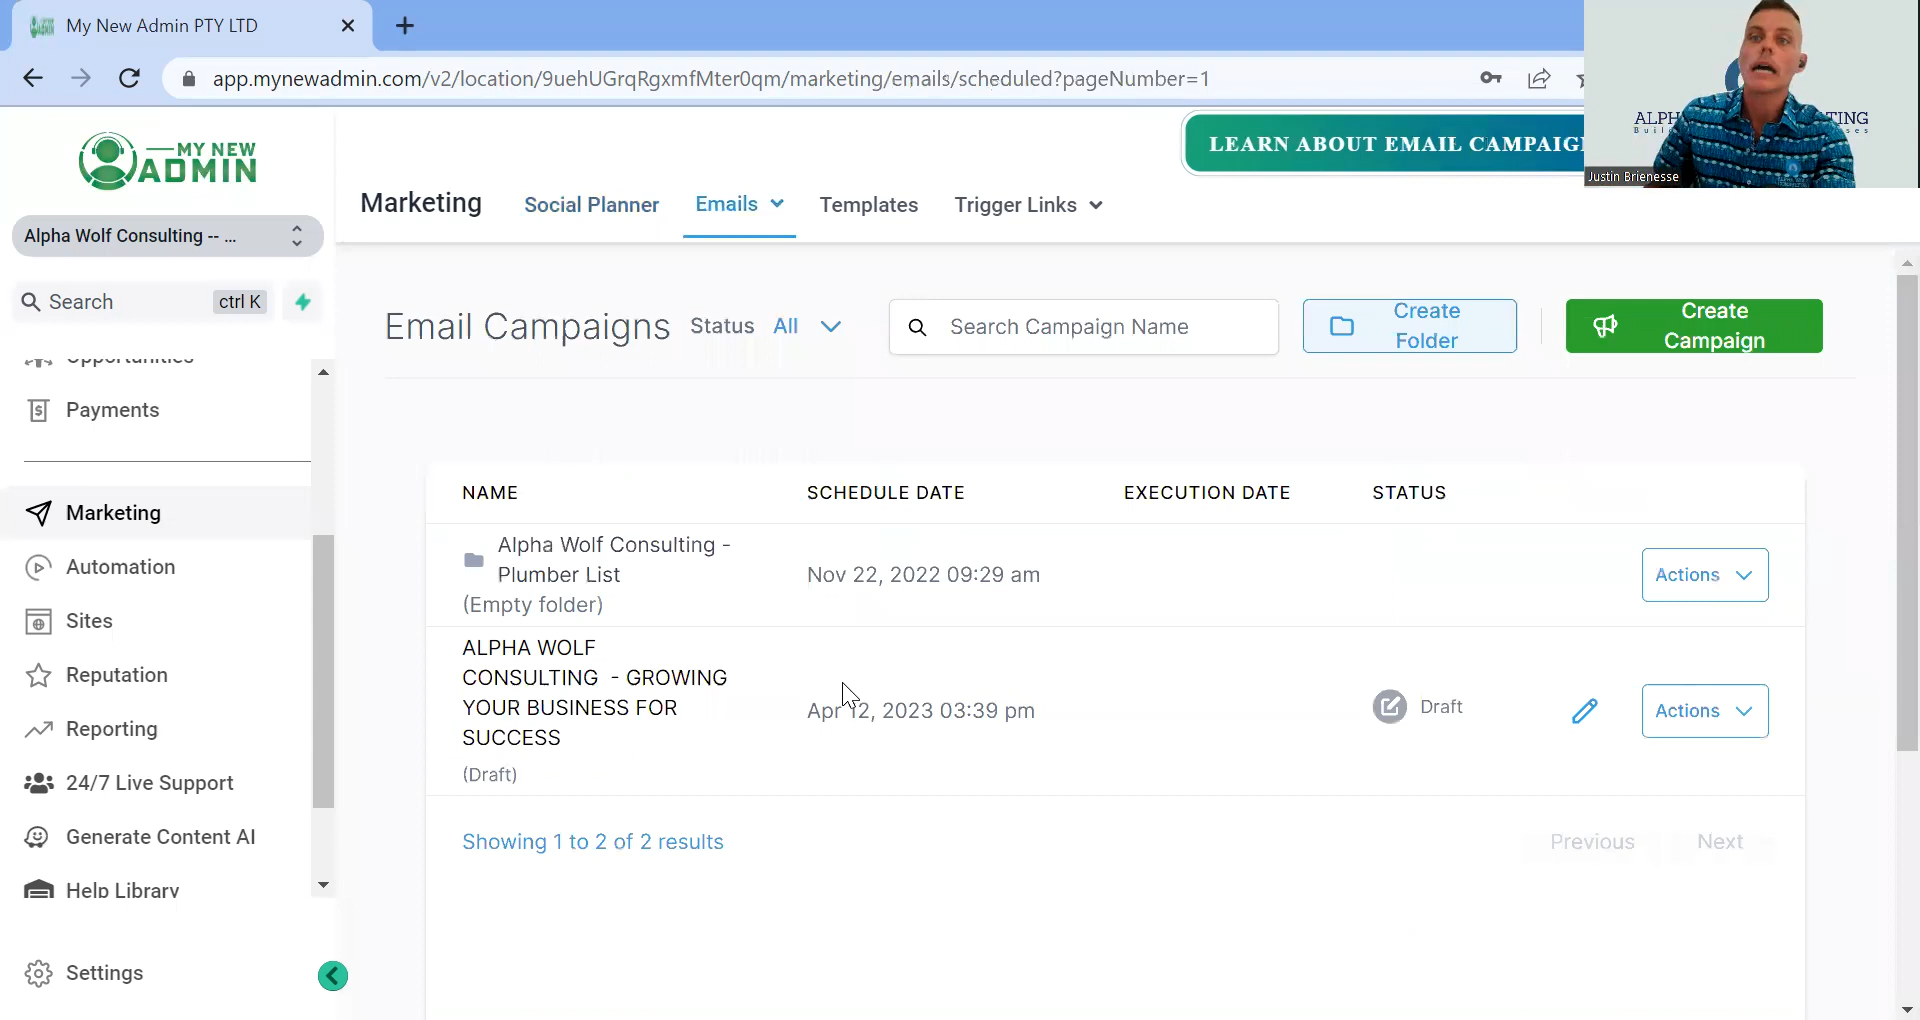 My New Admin PTY LTD
app.mynewadmin.com/v2/location/9uehUGrqRgxmfMter0qm/marketing/emails/scheduled?pageNumber=1
MY NEW
ADMIN
LEARN ABOUT EMAIL CAMPAIG
ALPH
TING
Justin Brienesse
Marketing
Social Planner
Emails
Templates
Trigger Links
Alpha Wolf Consulting -- ...
Search
ctrl K
Opportunities
Payments
Marketing
Automation
Sites
Reputation
Reporting
24/7 Live Support
Generate Content AI
Help Library
Settings
Email Campaigns
Status All
Search Campaign Name
Create
Folder
Create
Campaign
NAME
SCHEDULE DATE
EXECUTION DATE
STATUS
Alpha Wolf Consulting -
Plumber List
(Empty folder)
Nov 22, 2022 09:29 am
Actions
ALPHA WOLF
CONSULTING - GROWING
YOUR BUSINESS FOR
SUCCESS
(Draft)
Apr 12, 2023 03:39 pm
Draft
Actions
Showing 1 to 2 of 2 results
Previous
Next